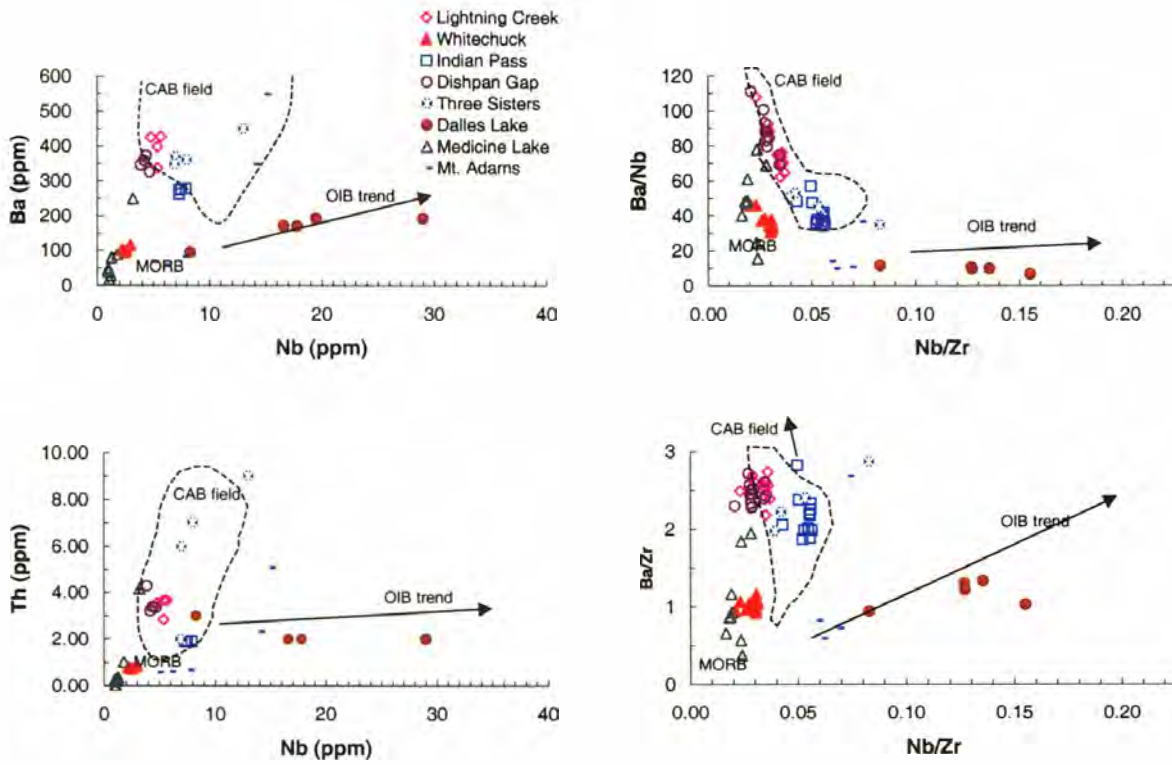 Lightning Creek
Whitechuck
Indian Pass
Dishpan Gap
Three Sisters
Dalles Lake
Medicine Lake
Mt. Adams
600
500
400
300
200
100
0
Ba (ppm)
CAB field
OIB trend
MORB
0
10
20
30
40
Nb (ppm)
120
100
80
60
40
20
0
Ba/Nb
CAB field
OIB trend
MORB
0.00
0.05
0.10
0.15
0.20
Nb/Zr
10.00
8.00
6.00
4.00
2.00
0.00
Th (ppm)
CAB field
OIB trend
MORB
0
10
20
30
40
Nb (ppm)
3
2
1
0
Ba/Zr
CAB field
OIB trend
MORB
0.00
0.05
0.10
0.15
0.20
Nb/Zr